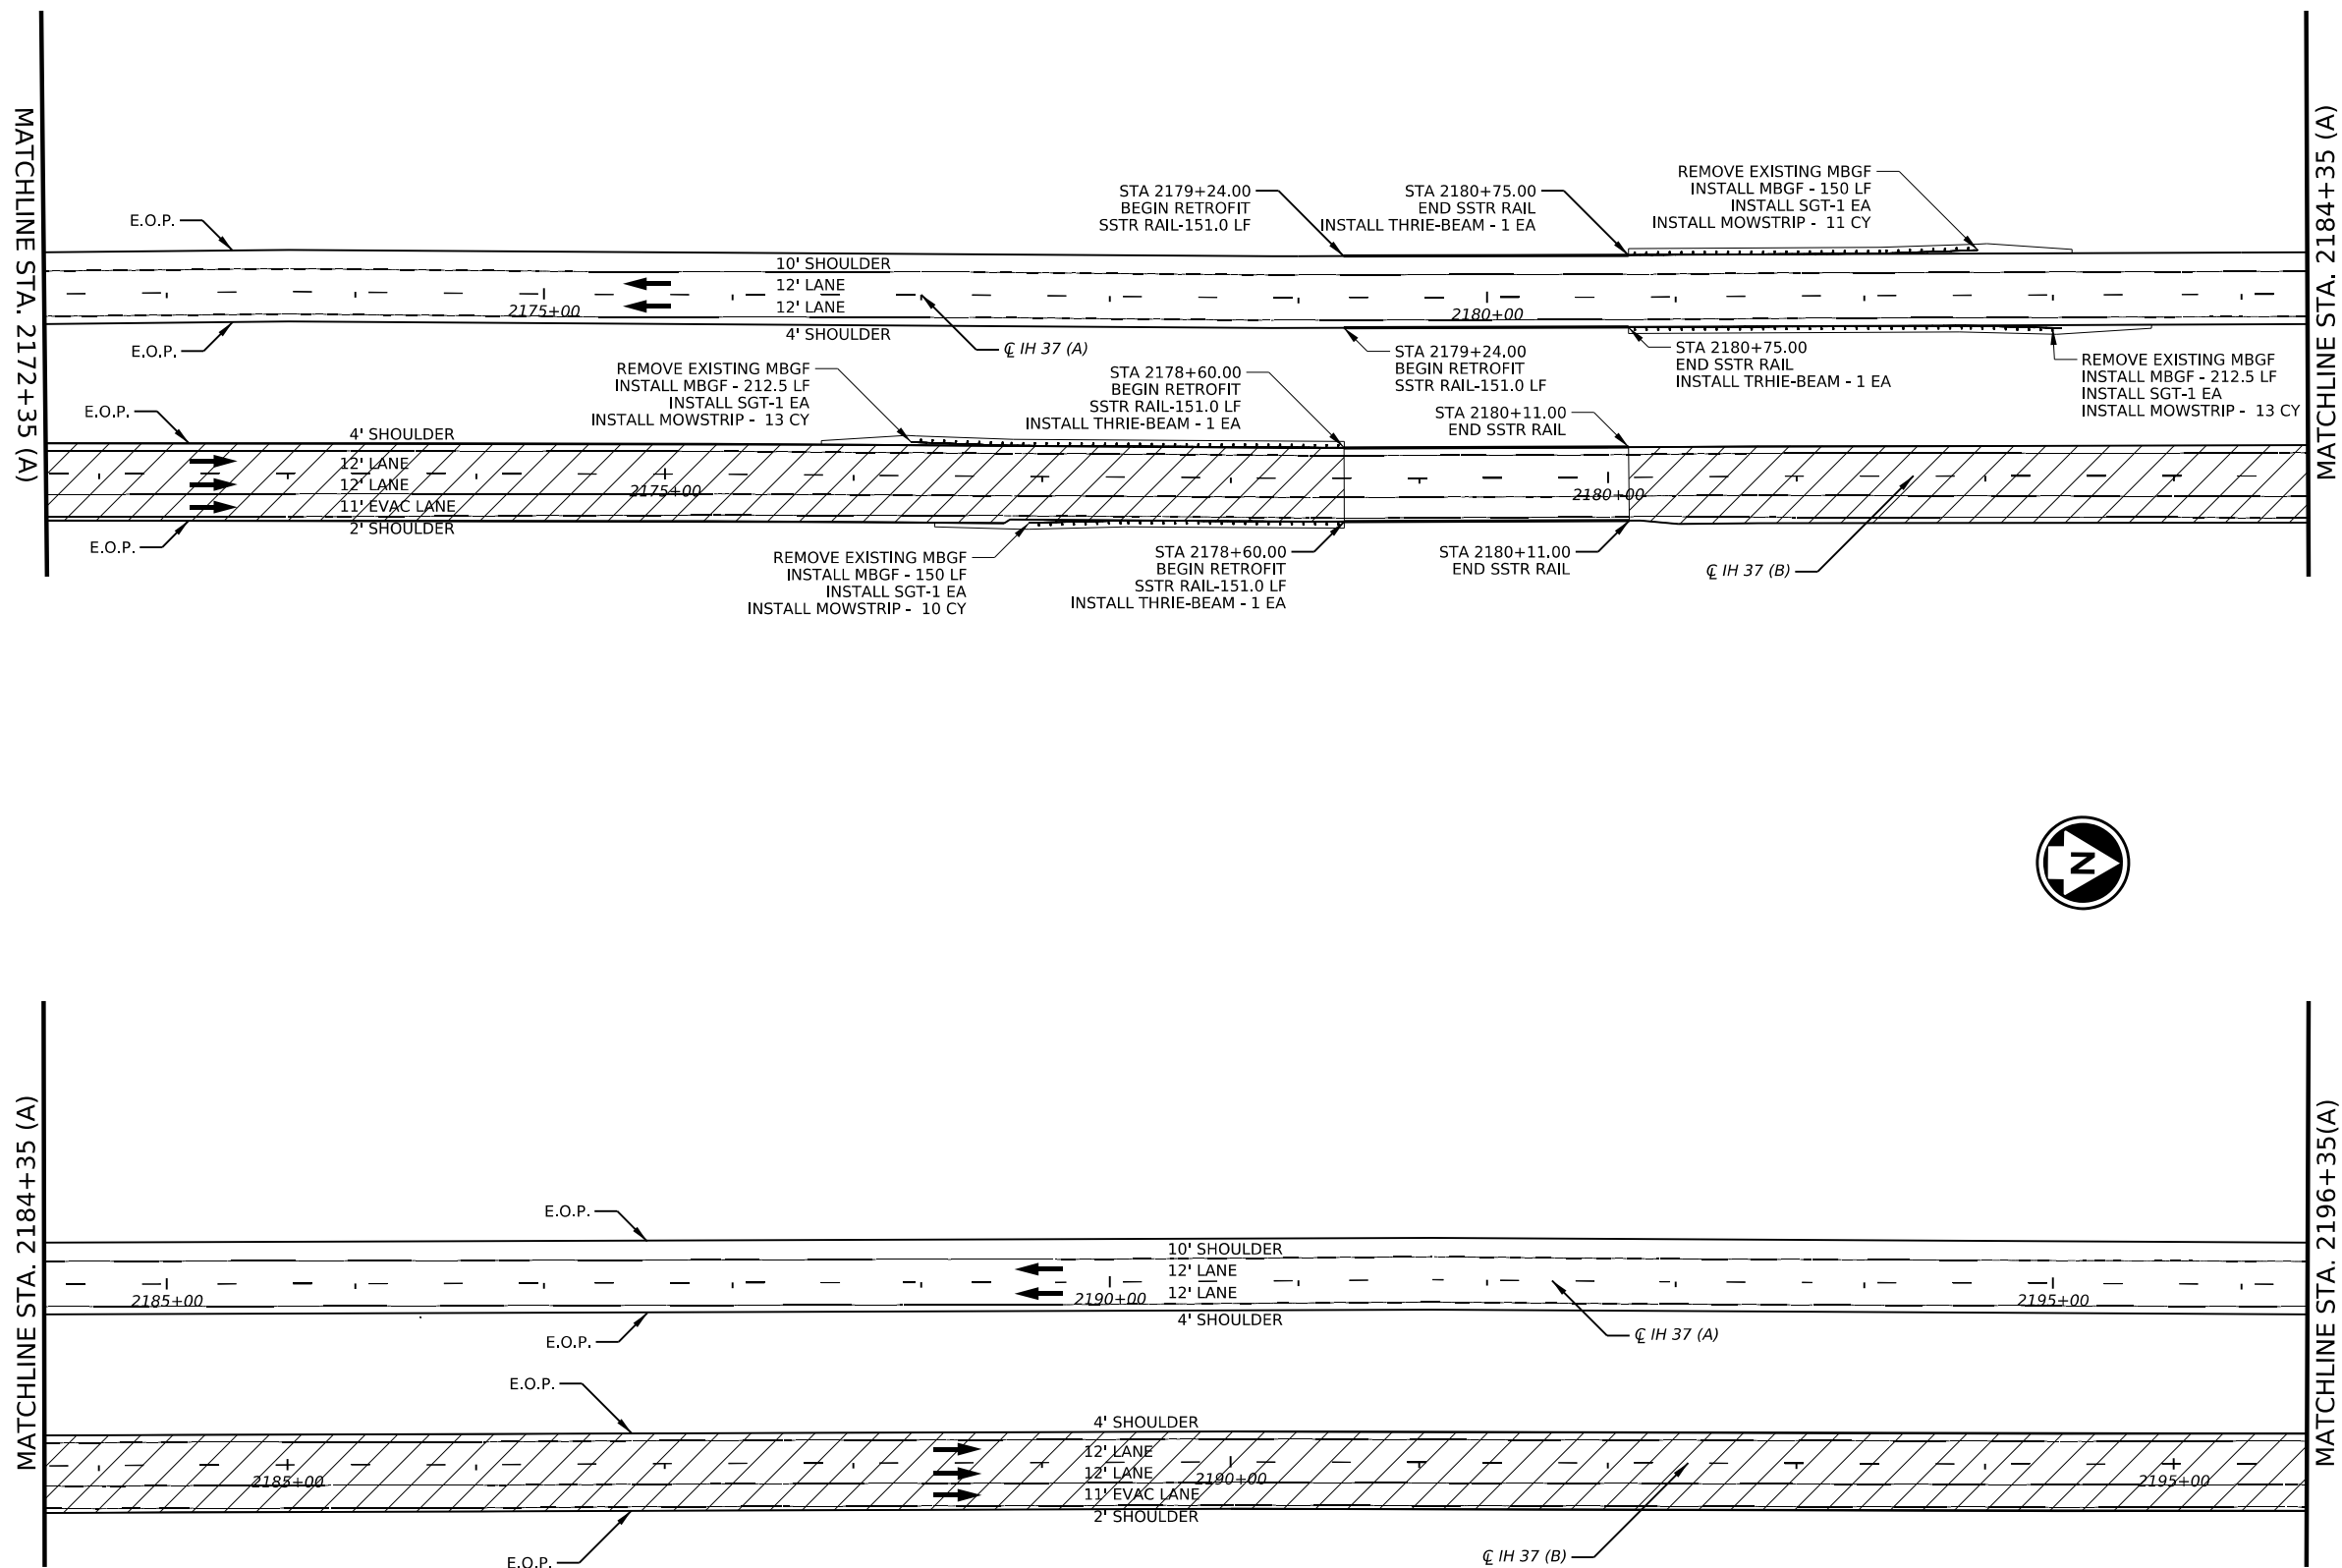 MATCHLINE STA. 2172+35 (A)
MATCHLINE STA. 2184+35 (A)
E.O.P.
STA 2179+24.00
BEGIN RETROFIT
SSTR RAIL-151.0 LF
STA 2180+75.00
END SSTR RAIL
INSTALL THRIE-BEAM - 1 EA
REMOVE EXISTING MBGF
INSTALL MBGF - 150 LF
INSTALL SGT-1 EA
INSTALL MOWSTRIP - 11 CY
10' SHOULDER
12' LANE
12' LANE
4' SHOULDER
2175+00
2180+00
E.O.P.
℄ IH 37 (A)
STA 2179+24.00
BEGIN RETROFIT
SSTR RAIL-151.0 LF
STA 2180+75.00
END SSTR RAIL
INSTALL TRHIE-BEAM - 1 EA
REMOVE EXISTING MBGF
INSTALL MBGF - 212.5 LF
INSTALL SGT-1 EA
INSTALL MOWSTRIP - 13 CY
REMOVE EXISTING MBGF
INSTALL MBGF - 212.5 LF
INSTALL SGT-1 EA
INSTALL MOWSTRIP - 13 CY
STA 2178+60.00
BEGIN RETROFIT
SSTR RAIL-151.0 LF
INSTALL THRIE-BEAM - 1 EA
STA 2180+11.00
END SSTR RAIL
E.O.P.
4' SHOULDER
12' LANE
12' LANE
11' EVAC LANE
2' SHOULDER
2175+00
2180+00
E.O.P.
REMOVE EXISTING MBGF
INSTALL MBGF - 150 LF
INSTALL SGT-1 EA
INSTALL MOWSTRIP - 10 CY
STA 2178+60.00
BEGIN RETROFIT
SSTR RAIL-151.0 LF
INSTALL THRIE-BEAM - 1 EA
STA 2180+11.00
END SSTR RAIL
℄ IH 37 (B)
N
MATCHLINE STA. 2184+35 (A)
MATCHLINE STA. 2196+35(A)
E.O.P.
10' SHOULDER
12' LANE
12' LANE
4' SHOULDER
2185+00
2190+00
2195+00
E.O.P.
℄ IH 37 (A)
E.O.P.
4' SHOULDER
12' LANE
12' LANE
11' EVAC LANE
2' SHOULDER
2185+00
2190+00
2195+00
E.O.P.
℄ IH 37 (B)